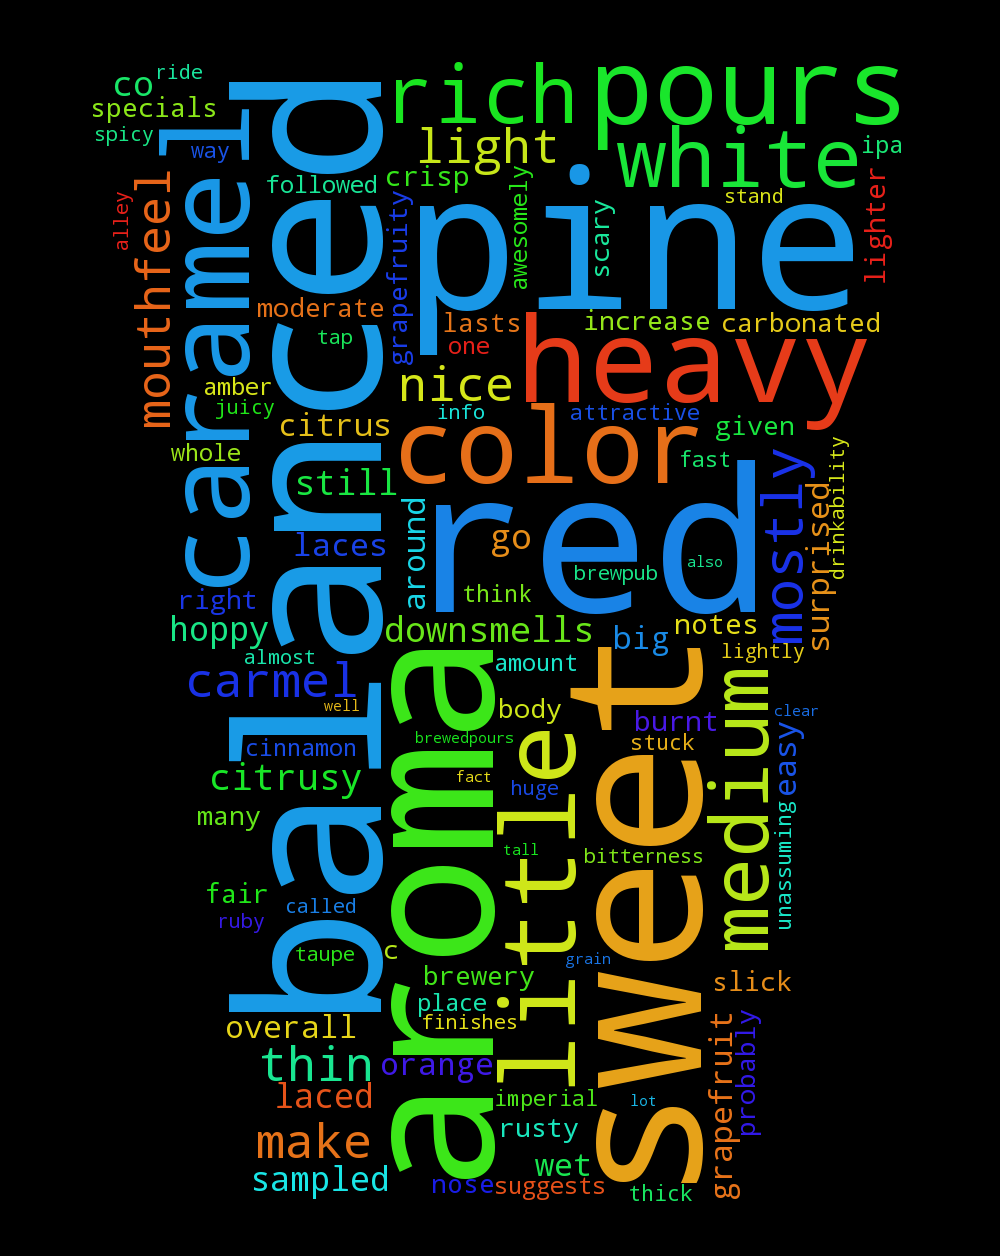 ride
co
specials
spicy
way
rich
pours
light
white
ipa
followed
crisp
stand
alley
mouthfeel
caramel
balanced
grapefruity
awesomely
scary
pine
lighter
moderate
tap
lasts
increase
carbonated
one
heavy
amber
juicy
nice
info
attractive
citrus
color
given
whole
fast
still
mostly
drinkability
surprised
laces
around
go
red
brewpub
also
right
think
hoppy
downsmells
big
notes
almost
amount
lightly
carmel
well
body
burnt
clear
cinnamon
brewedpours
stuck
easy
citrusy
fact
huge
many
aroma
little
sweet
medium
tall
bitterness
unassuming
fair
called
ruby
taupe
c
grain
brewery
slick
place
finishes
overall
thin
orange
grapefruit
probably
laced
imperial
lot
rusty
make
wet
sampled
nose
suggests
thick